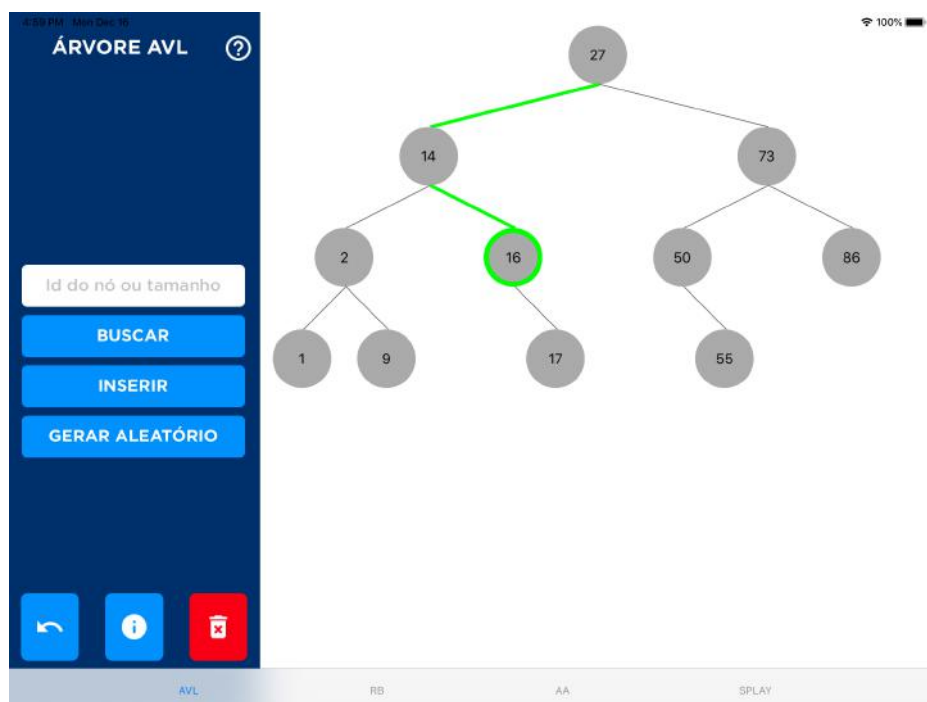 4:59 PM Mon Dec 16
100%
ÁRVORE AVL
Id do nó ou tamanho
BUSCAR
INSERIR
GERAR ALEATÓRIO
27
14
73
2
16
50
86
1
9
17
55
AVL
RB
AA
SPLAY